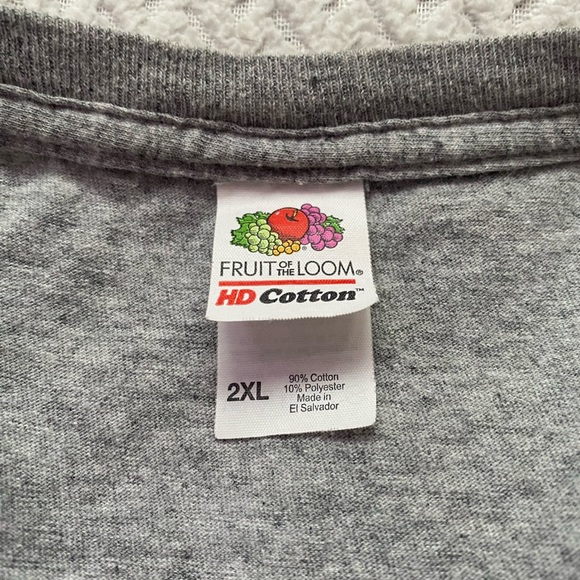 FRUIT OF THE LOOM®
HD Cotton™
2XL
90% Cotton
10% Polyester
Made in
El Salvador